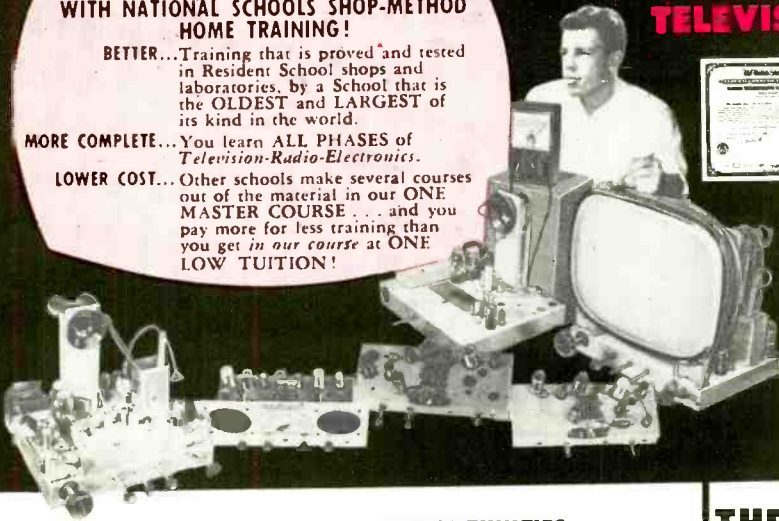 WITH NATIONAL SCHOOLS SHOP-METHOD
HOME TRAINING!
BETTER...Training that is proved and tested
in Resident School shops and
laboratories, by a School that is
the OLDEST and LARGEST of
its kind in the world.
MORE COMPLETE...You learn ALL PHASES of
Television-Radio-Electronics.
LOWER COST...Other schools make several courses
out of the material in our ONE
MASTER COURSE . . . and you
pay more for less training than
you get in our course at ONE
LOW TUITION!